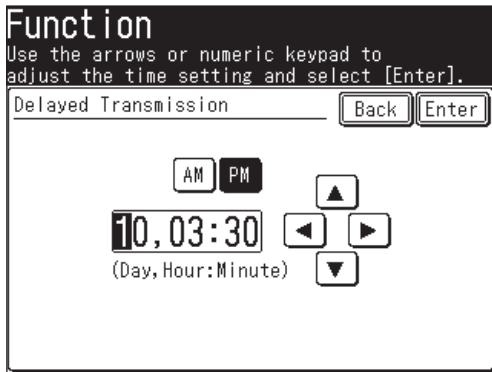 Function
Use the arrows or numeric keypad to
adjust the time setting and select [Enter].
Delayed Transmission Back Enter
AM PM
10,03:30
(Day,Hour:Minute)